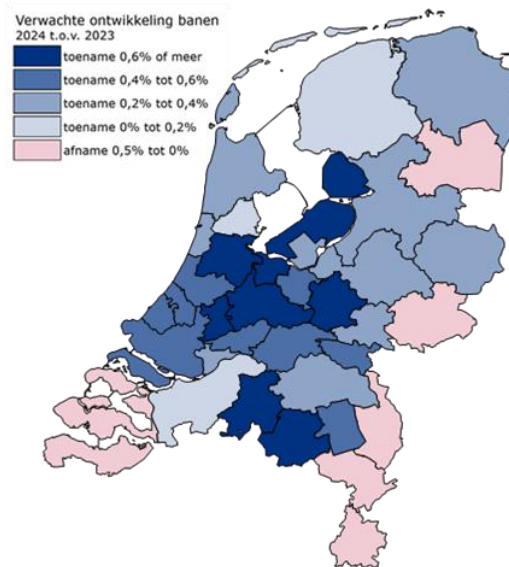 Verwachte ontwikkeling banen
2024 t.o.v. 2023
toename 0,6% of meer
toename 0,4% tot 0,6%
toename 0,2% tot 0,4%
toename 0% tot 0,2%
afname 0,5% tot 0%